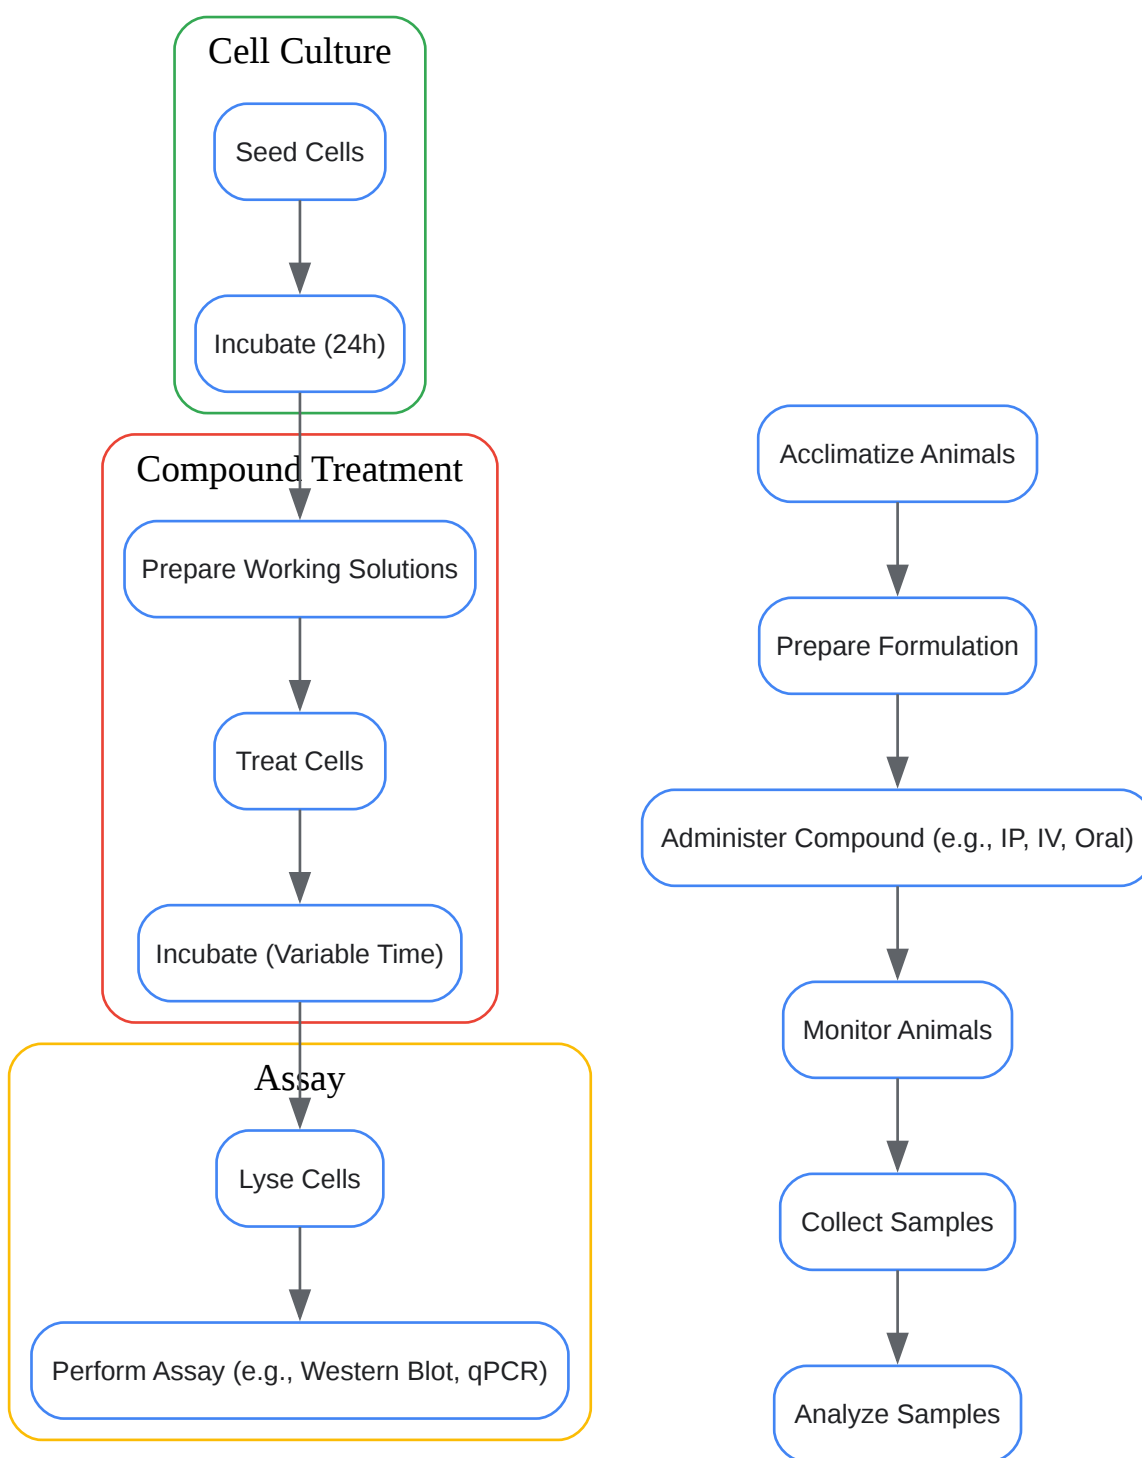 Cell Culture
Seed Cells
Incubate (24h)
Compound Treatment
Prepare Working Solutions
Treat Cells
Incubate (Variable Time)
Assay
Lyse Cells
Perform Assay (e.g., Western Blot, qPCR)
Acclimatize Animals
Prepare Formulation
Administer Compound (e.g., IP, IV, Oral)
Monitor Animals
Collect Samples
Analyze Samples